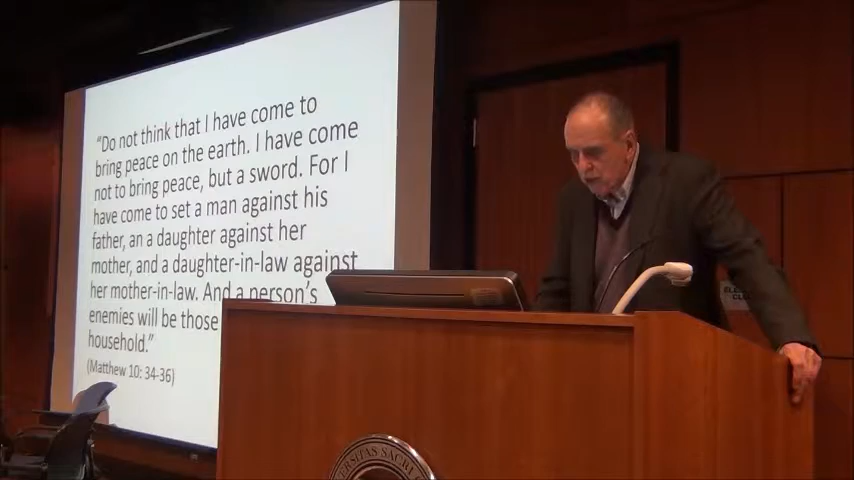 "Do not think that I have come to
bring peace on the earth. I have come
not to bring peace, but a sword. For I
have come to set a man against his
father, an a daughter against her
mother, and a daughter-in-law against
her mother-in-law. And a person's
enemies will be those
household."
(Matthew 10: 34-36)
SITAS SACRI